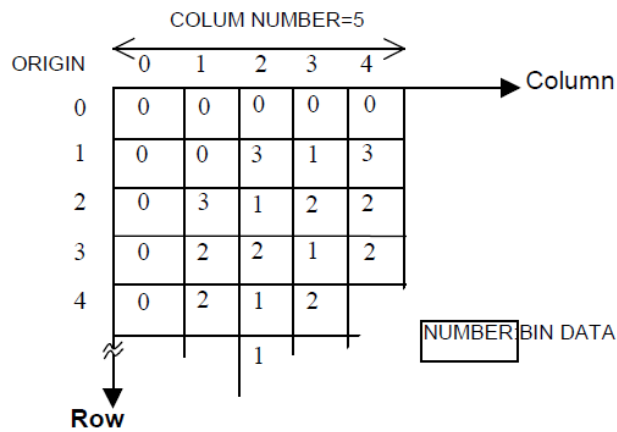 COLUM NUMBER=5
ORIGIN 0 1 2 3 4 Column
0 0 0 0 0 0
1 0 0 3 1 3
2 0 3 1 2 2
3 0 2 2 1 2
4 0 2 1 2
NUMBER:BIN DATA
1
Row